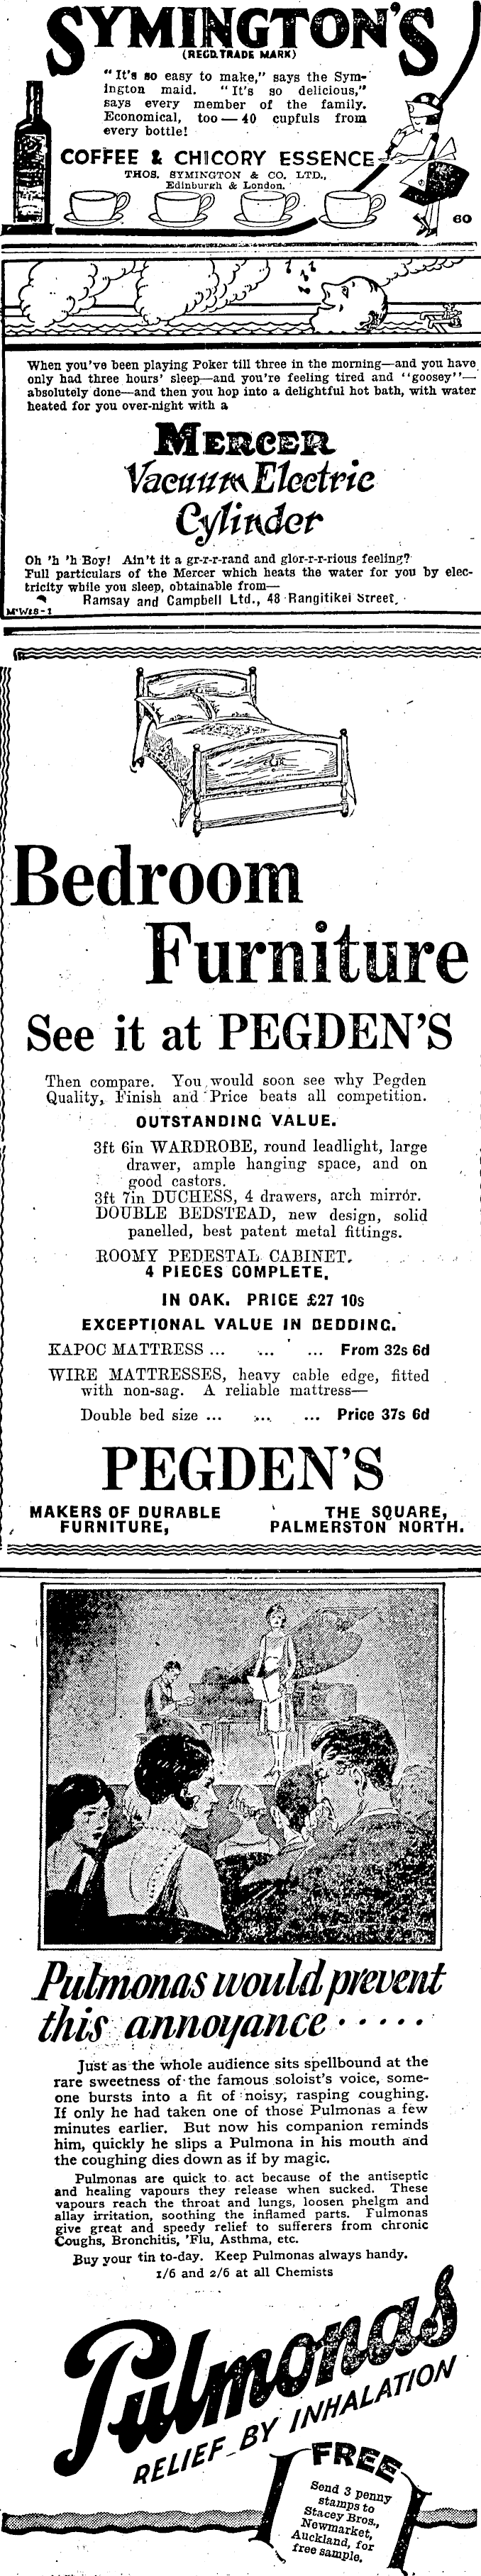 SYMINGTON'S
(REGD. TRADE MARK)
"It's so easy to make," says the Sym-
ington maid. "It's so delicious,"
says every member of the family.
Economical, too — 40 cupfuls from
every bottle!
COFFEE & CHICORY ESSENCE
THOS. SYMINGTON & CO. LTD.,
Edinburgh & London.
60
When you've been playing Poker till three in the morning—and you have
only had three hours' sleep—and you're feeling tired and "goosey"—
absolutely done—and then you hop into a delightful hot bath, with water
heated for you over-night with a
MERCER
Vacuum Electric
Cylinder
Oh 'h 'h Boy! Ain't it a gr-r-r-rand and glor-r-r-rious feeling?
Full particulars of the Mercer which heats the water for you by elec-
tricity while you sleep, obtainable from—
Ramsay and Campbell Ltd., 48 Rangitikei Street.
Bedroom
Furniture
See it at PEGDEN'S
Then compare. You would soon see why Pegden
Quality, Finish and Price beats all competition.
OUTSTANDING VALUE.
3ft 6in WARDROBE, round leadlight, large
drawer, ample hanging space, and on
good castors.
3ft 7in DUCHESS, 4 drawers, arch mirror.
DOUBLE BEDSTEAD, new design, solid
panelled, best patent metal fittings.
ROOMY PEDESTAL CABINET.
4 PIECES COMPLETE.
IN OAK. PRICE £27 10s
EXCEPTIONAL VALUE IN BEDDING.
KAPOC MATTRESS ... ... ... From 32s 6d
WIRE MATTRESSES, heavy cable edge, fitted
with non-sag. A reliable mattress—
Double bed size ... ... ... Price 37s 6d
PEGDEN'S
MAKERS OF DURABLE THE SQUARE,
FURNITURE, PALMERSTON NORTH.
Pulmonas would prevent
this annoyance . . . . .
Just as the whole audience sits spellbound at the
rare sweetness of the famous soloist's voice, some-
one bursts into a fit of noisy, rasping coughing.
If only he had taken one of those Pulmonas a few
minutes earlier. But now his companion reminds
him, quickly he slips a Pulmona in his mouth and
the coughing dies down as if by magic.
Pulmonas are quick to act because of the antiseptic
and healing vapours they release when sucked. These
vapours reach the throat and lungs, loosen phelgm and
allay irritation, soothing the inflamed parts. Pulmonas
give great and speedy relief to sufferers from chronic
Coughs, Bronchitis, 'Flu, Asthma, etc.
Buy your tin to-day. Keep Pulmonas always handy.
1/6 and 2/6 at all Chemists
Pulmonas
RELIEF BY INHALATION
FREE
Send 3 penny
stamps to
Stacey Bros.,
Newmarket,
Auckland, for
free sample.